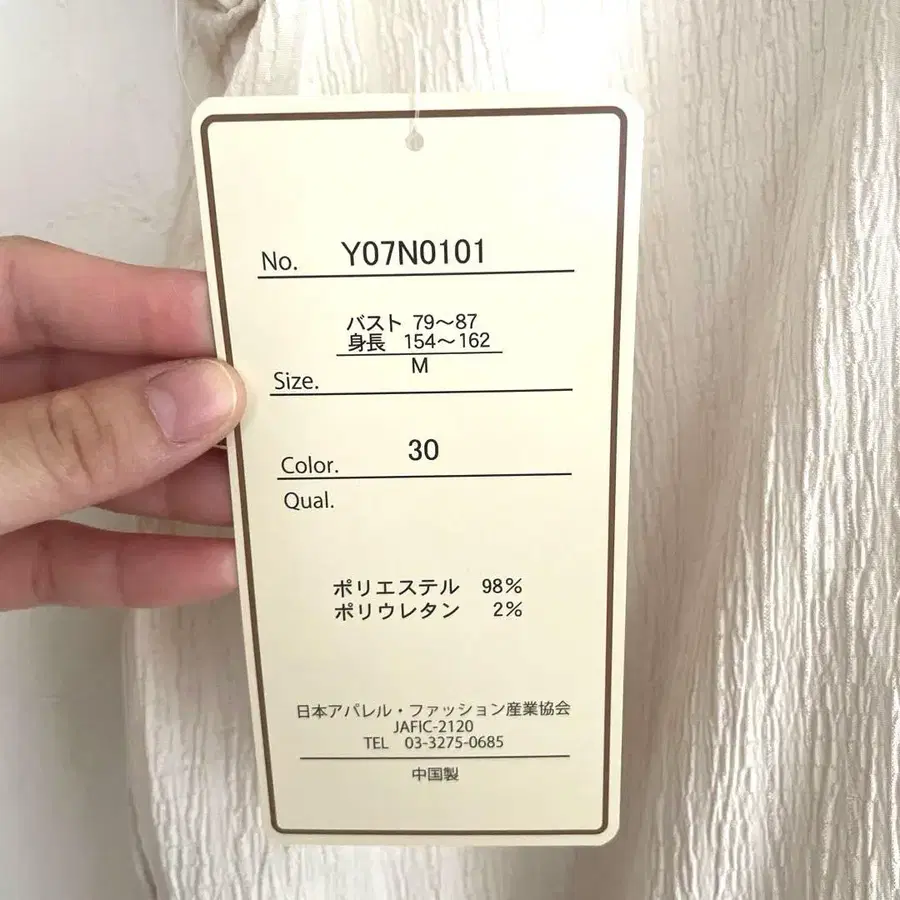 No. Y07N0101
バスト 79〜87
身長 154〜162
M
Size.
Color. 30
Qual.
ポリエステル 98%
ポリウレタン 2%
日本アパレル・ファッション産業協会
JAFIC-2120
TEL 03-3275-0685
中国製